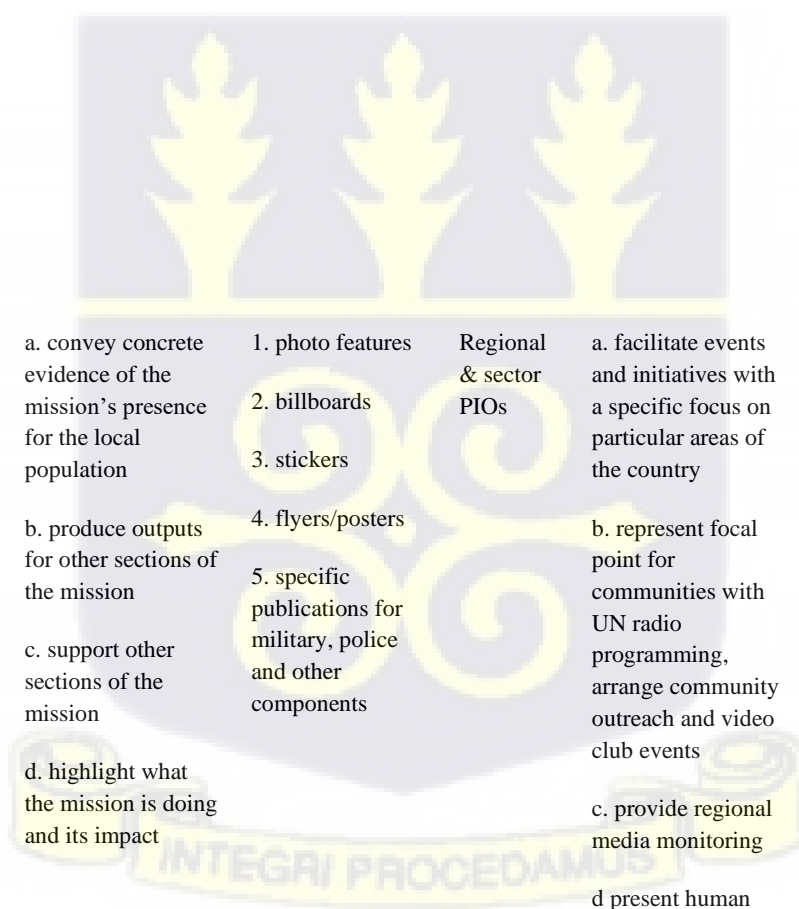 a. convey concrete
evidence of the
mission's presence
for the local
population
b. produce outputs
for other sections of
the mission
c. support other
sections of the
mission
d. highlight what
the mission is doing
and its impact
1. photo features
2. billboards
3. stickers
4. flyers/posters
5. specific
publications for
military, police
and other
components
Regional
& sector
PIOs
a. facilitate events
and initiatives with
a specific focus on
particular areas of
the country
b. represent focal
point for
communities with
UN radio
programming,
arrange community
outreach and video
club events
c. provide regional
media monitoring
d present human
INTEGRI PROCEDAMUS